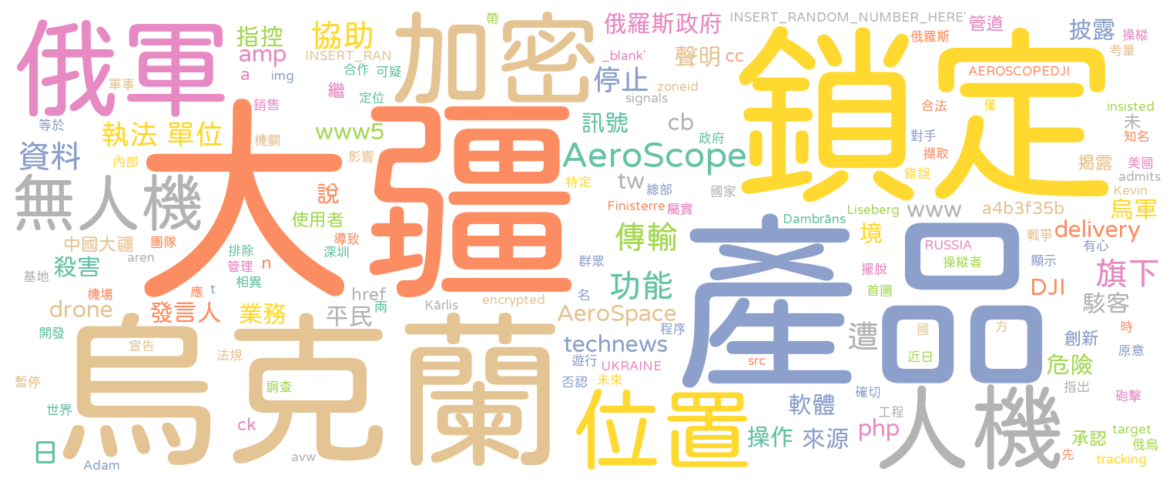 俄軍
大疆
加密
鎖定
烏克蘭
產品
無人機
人機
位置
AeroScope
指控
協助
amp
a
img
INSERT_RAN
帶
合作
可疑
軍事
銷售
繼
定位
等於
執法
單位
機關
www5
影響
資料
內部
俄羅斯政府
INSERT_RANDOM_NUMBER_HERE'
管道
披露
操縱
考量
_blank'
聲明
cc
俄羅斯
停止
zoneid
signals
AEROSCOPEDJI
合法
僅
insisted
未
知名
訊號
cb
政府
對手
擷取
揭露
美國
admits
錯誤
特定
tw
總部
國家
Kevin
說
使用者
Finisterre
屬實
www
a4b3f35b
烏軍
Dambrāns
Liseberg
境
戰爭
delivery
有心
中國大疆
團隊
排除
導致
深圳
傳輸
RUSSIA
操縱者
顯示
aren
管理
n
基地
殺害
相異
群眾
擺脫
旗下
功能
首圖
DJI
機場
應
t
href
兩
名
encrypted
駭客
drone
發言人
業務
平民
Kārlis
AeroSpace
程序
遭
國
方
時
開發
宣告
technews
遊行
創新
原意
法規
UKRAINE
src
近日
危險
否認
未來
指出
暫停
調查
確切
砲擊
世界
軟體
工程
ck
php
target
日
操作
來源
承認
俄烏
avw
先
Adam
tracking